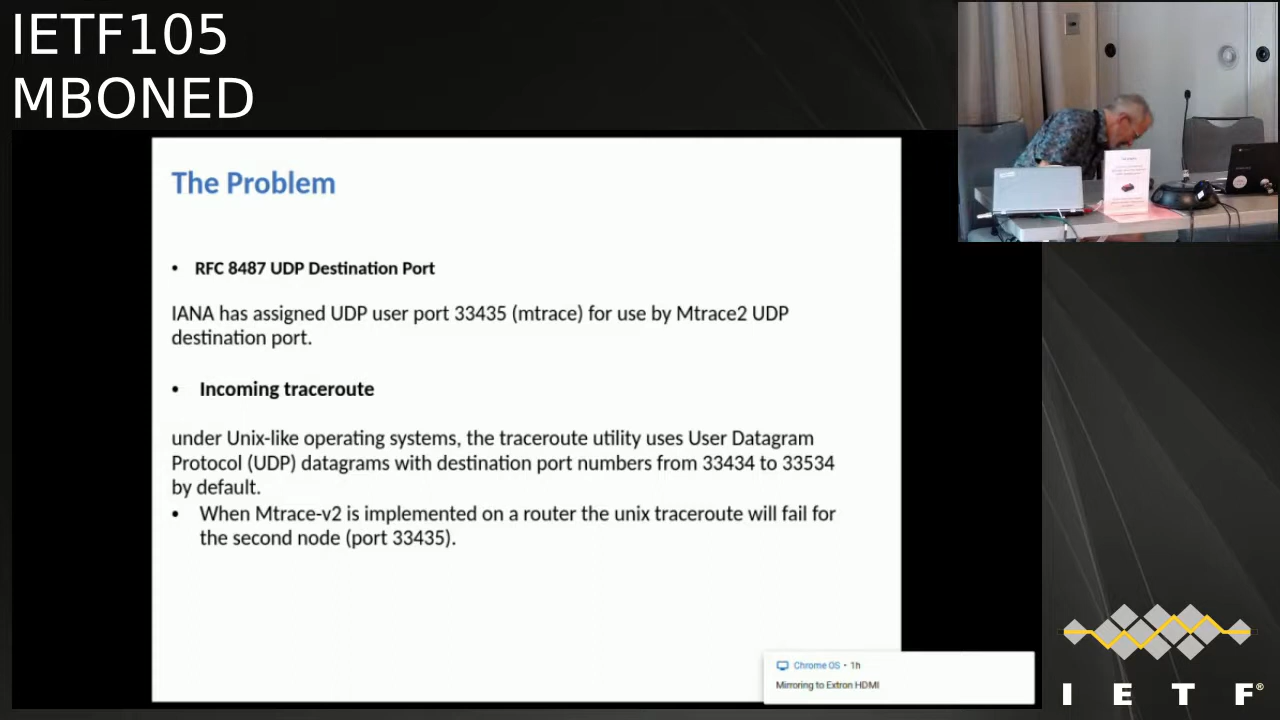 IETF105
MBONED
The Problem
• RFC 8487 UDP Destination Port
IANA has assigned UDP user port 33435 (mtrace) for use by Mtrace2 UDP
destination port.
• Incoming traceroute
under Unix-like operating systems, the traceroute utility uses User Datagram
Protocol (UDP) datagrams with destination port numbers from 33434 to 33534
by default.
• When Mtrace-v2 is implemented on a router the unix traceroute will fail for
the second node (port 33435).
Chrome OS • 1h
Mirroring to Extron HDMI
I E T F®